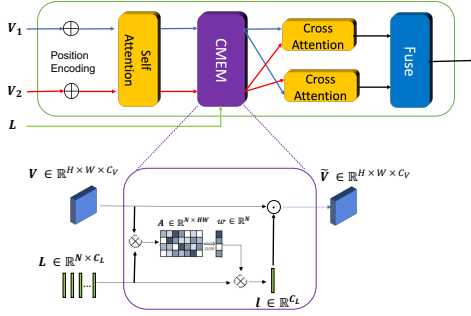 V₁
V₂
L
Position
Encoding
Self
Attention
CMEM
Cross
Attention
Cross
Attention
Fuse
V ∈ ℝ^{H × W × C_V}
Ṽ ∈ ℝ^{H × W × C_V}
A ∈ ℝ^{N × HW}
w ∈ ℝ^N
L ∈ ℝ^{N × C_L}
l ∈ ℝ^{C_L}